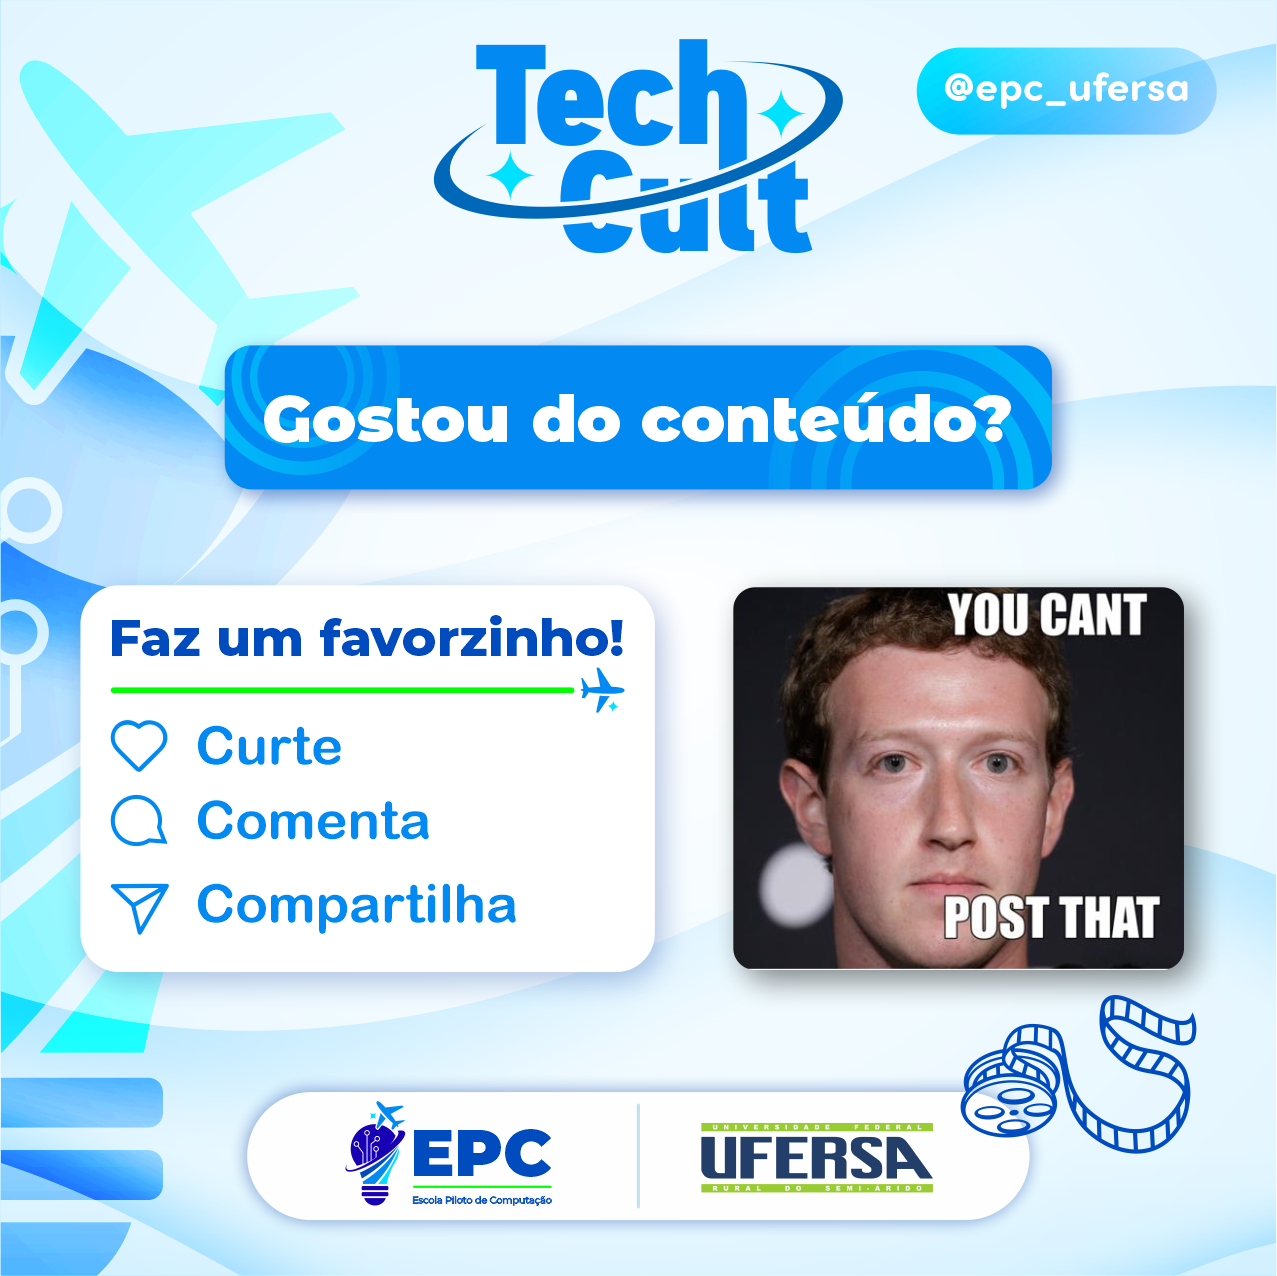 Tech
Cult
@epc_ufersa
Gostou do conteúdo?
Faz um favorzinho!
Curte
Comenta
Compartilha
YOU CANT
POST THAT
EPC
Escola Piloto de Computação
UNIVERSIDADE FEDERAL
UFERSA
RURAL DO SEMI-ÁRIDO